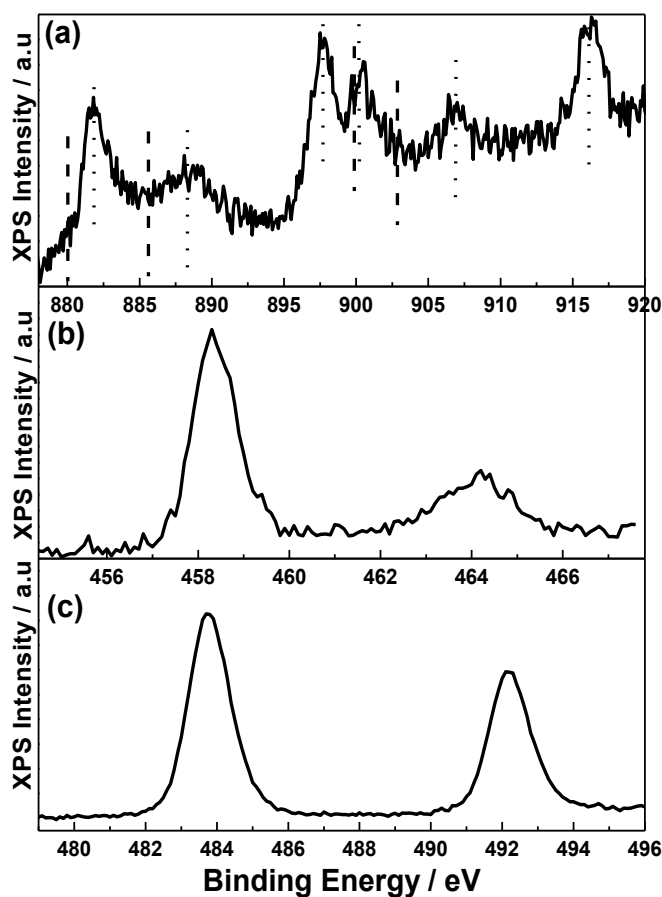 (a)
XPS Intensity / a.u
880 885 890 895 900 905 910 915 920
(b)
XPS Intensity / a.u
456 458 460 462 464 466
(c)
XPS Intensity / a.u
480 482 484 486 488 490 492 494 496
Binding Energy / eV